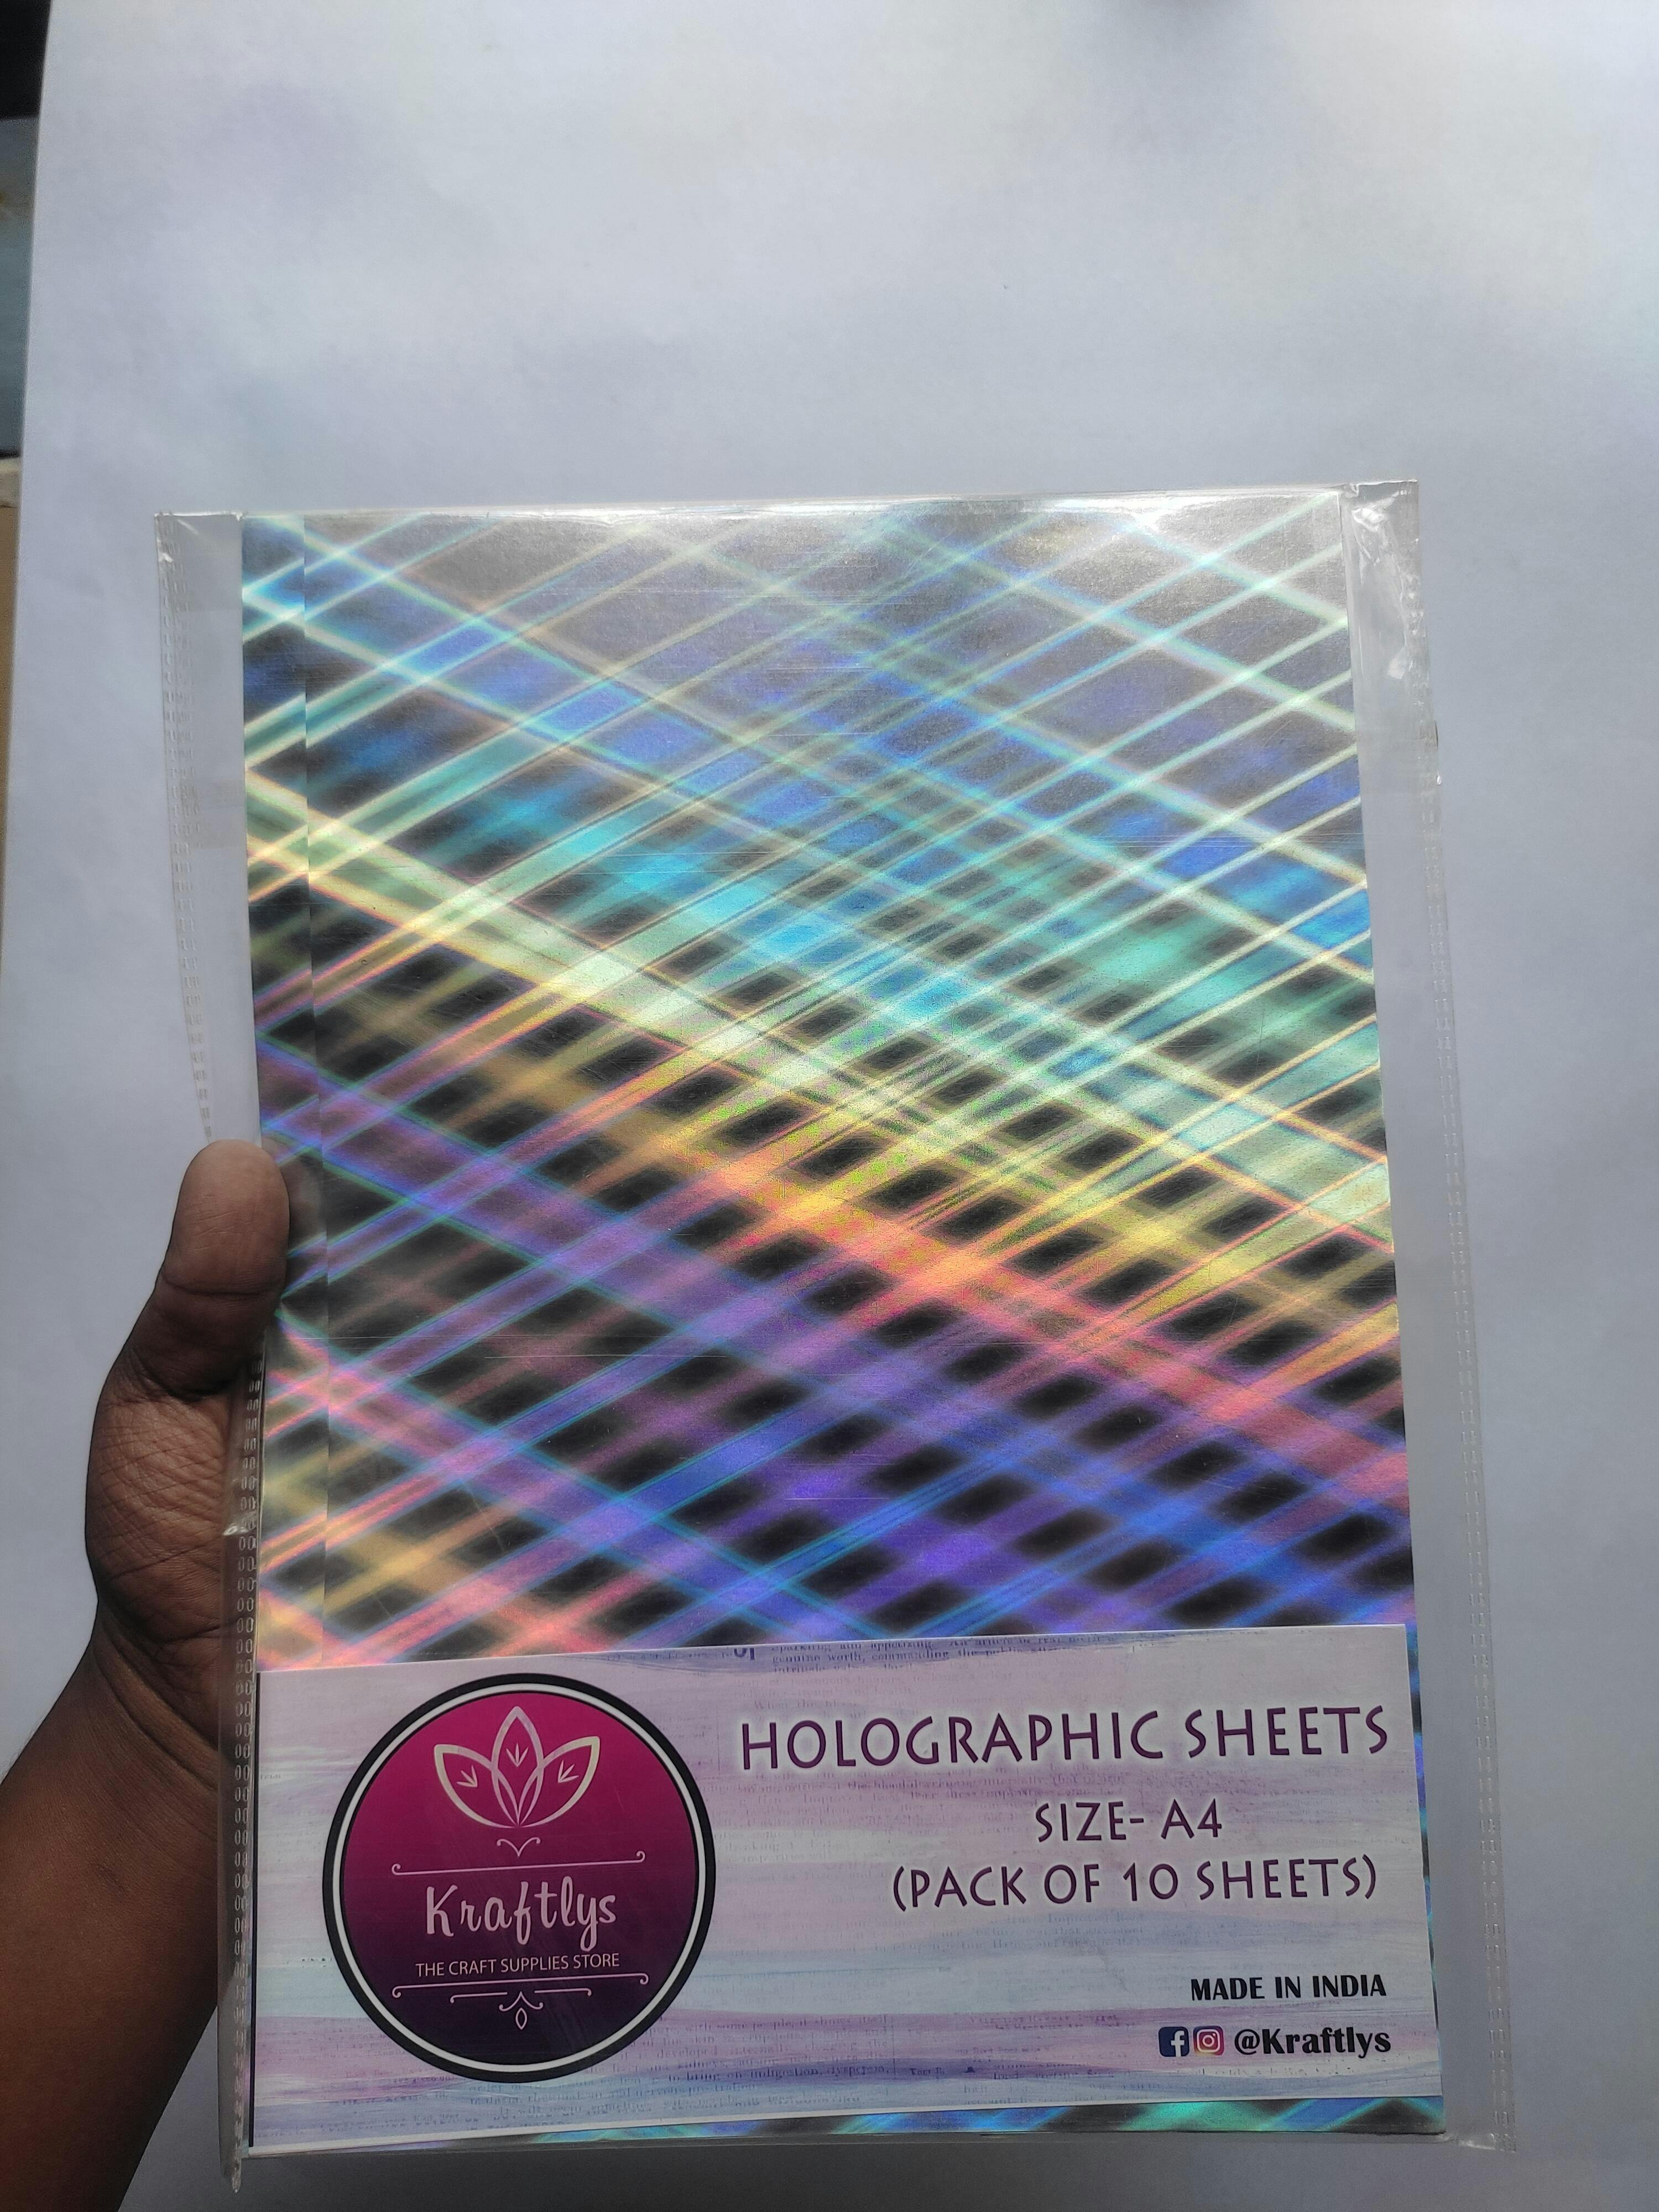 HOLOGRAPHIC SHEETS
SIZE- A4
(PACK OF 10 SHEETS)
Kraftlys
THE CRAFT SUPPLIES STORE
MADE IN INDIA
@Kraftlys